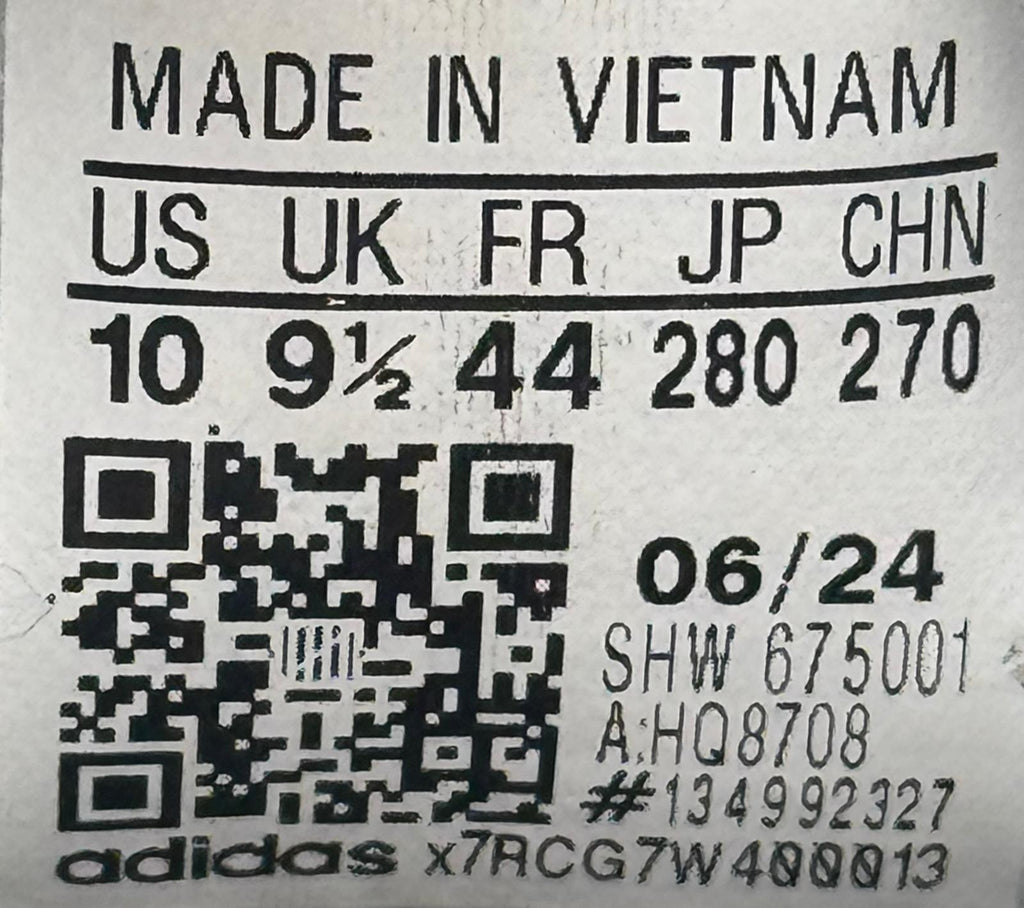 MADE IN VIETNAM
US UK FR JP CHN
10 9½ 44 280 270
06/24
SHW 675001
A:HQ8708
#134992327
adidas x7RCG7W400013